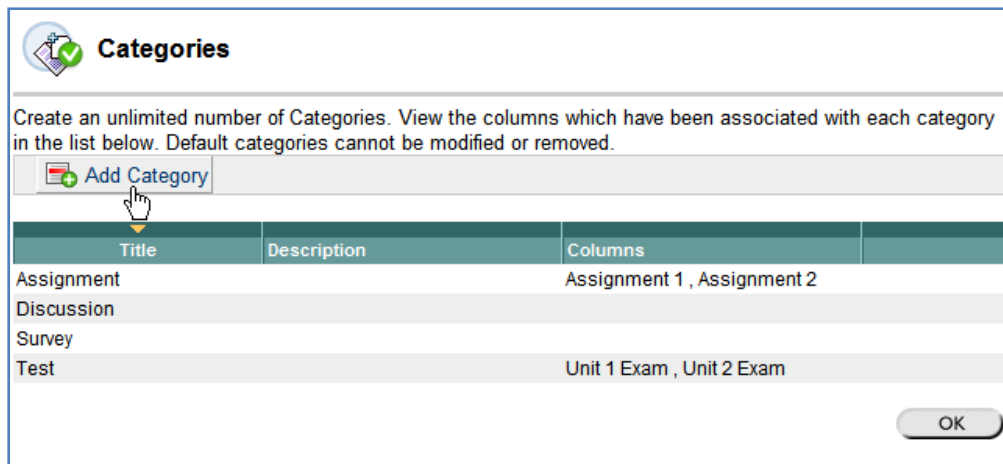 Categories
Create an unlimited number of Categories. View the columns which have been associated with each category
in the list below. Default categories cannot be modified or removed.
Add Category
Title Description Columns
Assignment Assignment 1 , Assignment 2
Discussion
Survey
Test Unit 1 Exam , Unit 2 Exam
OK